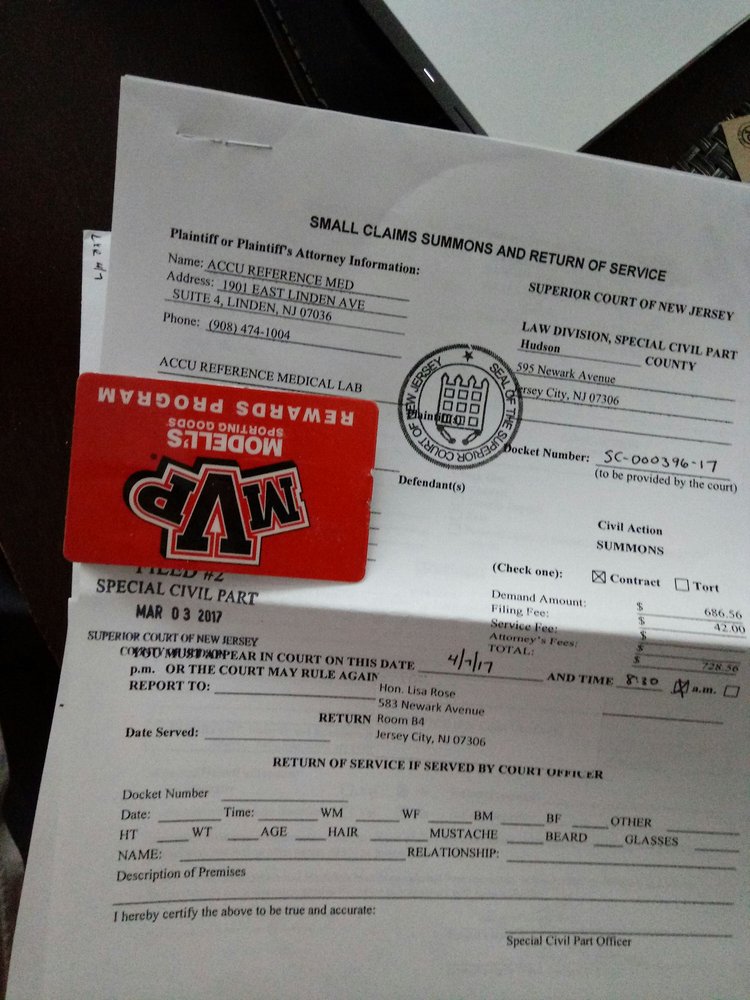 SMALL CLAIMS SUMMONS AND RETURN OF SERVICE
Plaintiff or Plaintiff's Attorney Information:
Name: ACCU REFERENCE MED
Address: 1901 EAST LINDEN AVE
SUITE 4, LINDEN, NJ 07036
Phone: (908) 474-1004
ACCU REFERENCE MEDICAL LAB
SUPERIOR COURT OF NEW JERSEY
LAW DIVISION, SPECIAL CIVIL PART
Hudson COUNTY
595 Newark Avenue
ersey City, NJ 07306
SEAL OF THE SUPERIOR COURT OF NEW JERSEY
Docket Number: SC-000396-17
(to be provided by the court)
Defendant(s)
Civil Action
SUMMONS
(Check one): ☒ Contract ☐ Tort
Demand Amount: $ 686.56
Filing Fee: $ 42.00
Service Fee: $
Attorney's Fees: $
TOTAL: $ 728.56
MVP
MODELL'S
SPORTING GOODS
REWARDS PROGRAM
FILED #2
SPECIAL CIVIL PART
MAR 03 2017
SUPERIOR COURT OF NEW JERSEY
YOU MUST APPEAR IN COURT ON THIS DATE 4/7/17 AND TIME 8:30 ☒ a.m. ☐
p.m. OR THE COURT MAY RULE AGAIN
REPORT TO: Hon. Lisa Rose
583 Newark Avenue
RETURN Room B4
Date Served: Jersey City, NJ 07306
RETURN OF SERVICE IF SERVED BY COURT OFFICER
Docket Number
Date: Time: WM WF BM BF OTHER
HT WT AGE HAIR MUSTACHE BEARD GLASSES
NAME: RELATIONSHIP:
Description of Premises
I hereby certify the above to be true and accurate:
Special Civil Part Officer